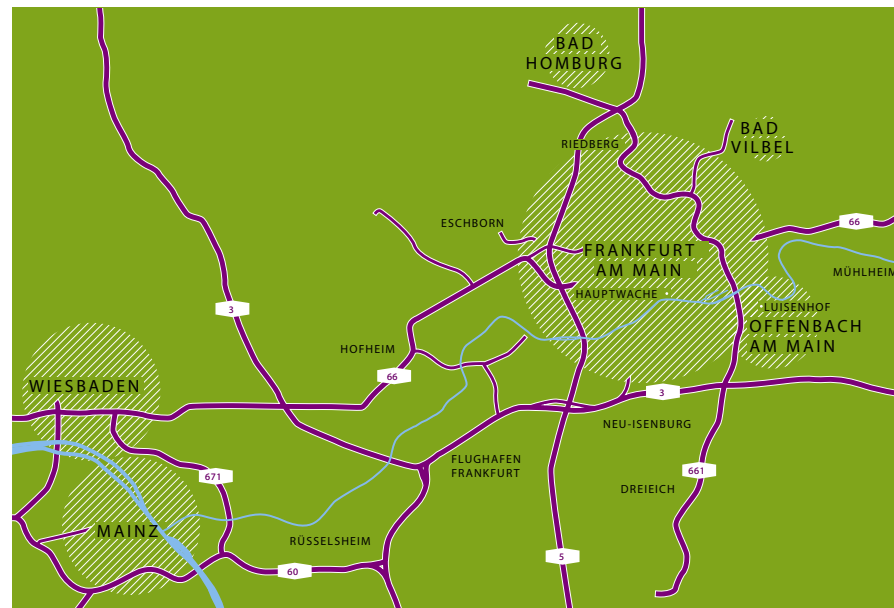 BAD
HOMBURG
BAD
VILBEL
RIEDBERG
ESCHBORN
66
FRANKFURT
AM MAIN
MÜHLHEIM
HAUPTWACHE
LUISENHOF
3
OFFENBACH
AM MAIN
HOFHEIM
66
WIESBADEN
3
NEU-ISENBURG
FLUGHAFEN
FRANKFURT
671
661
DREIEICH
MAINZ
RÜSSELSHEIM
5
60